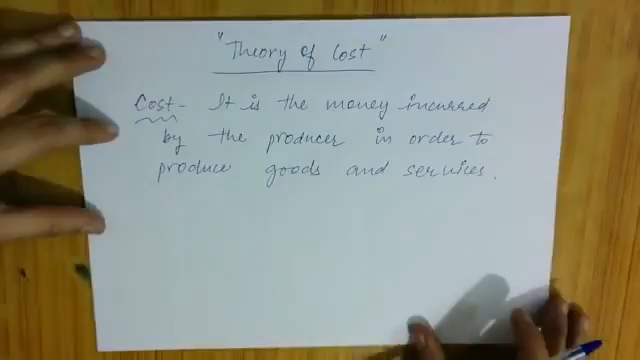 "Theory of Cost"
Cost - It is the money incurred
by the producer in order to
produce goods and services.